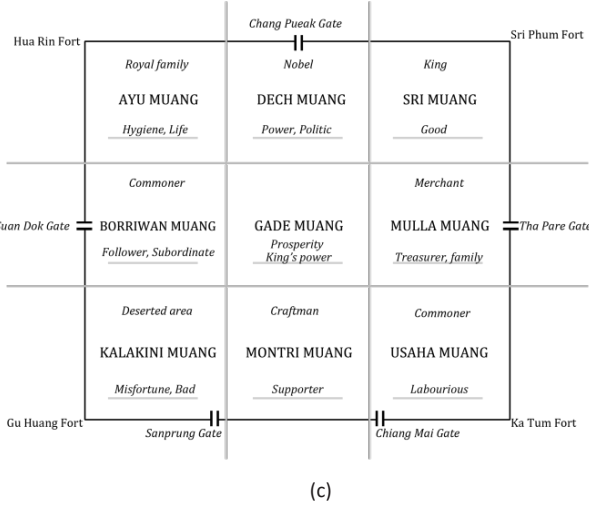 Chang Pueak Gate
Hua Rin Fort
Sri Phum Fort
Royal family
Nobel
King
AYU MUANG
DECH MUANG
SRI MUANG
Hygiene, Life
Power, Politic
Good
Commoner
Merchant
uan Dok Gate
BORRIWAN MUANG
GADE MUANG
MULLA MUANG
Tha Pare Gate
Follower, Subordinate
Prosperity
King's power
Treasurer, family
Deserted area
Craftman
Commoner
KALAKINI MUANG
MONTRI MUANG
USAHA MUANG
Misfortune, Bad
Supporter
Labourious
Gu Huang Fort
Sanprung Gate
Chiang Mai Gate
Ka Tum Fort
(c)